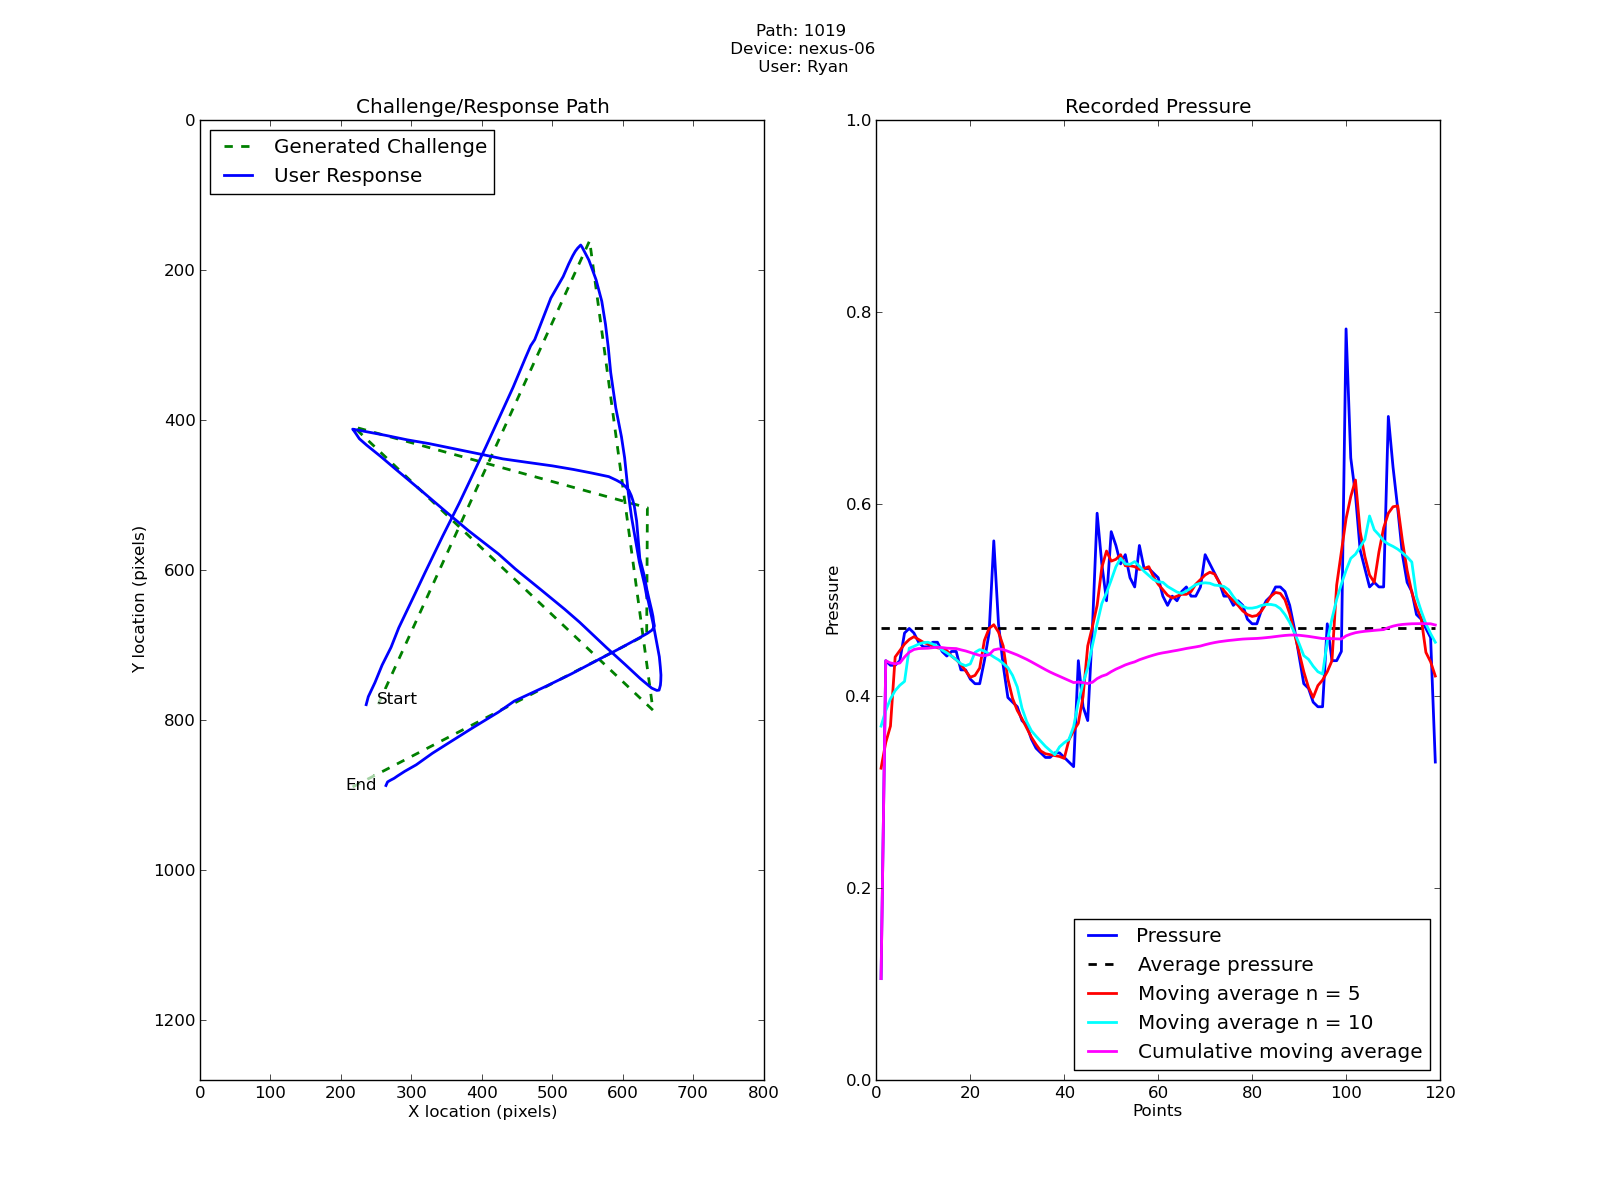 Path: 1019
Device: nexus-06
User: Ryan
Challenge/Response Path
Generated Challenge
User Response
0
200
400
600
800
1000
1200
Y location (pixels)
Start
End
0 100 200 300 400 500 600 700 800
X location (pixels)
Recorded Pressure
1.0
0.8
0.6
0.4
0.2
0.0
Pressure
Pressure
Average pressure
Moving average n = 5
Moving average n = 10
Cumulative moving average
0 20 40 60 80 100 120
Points